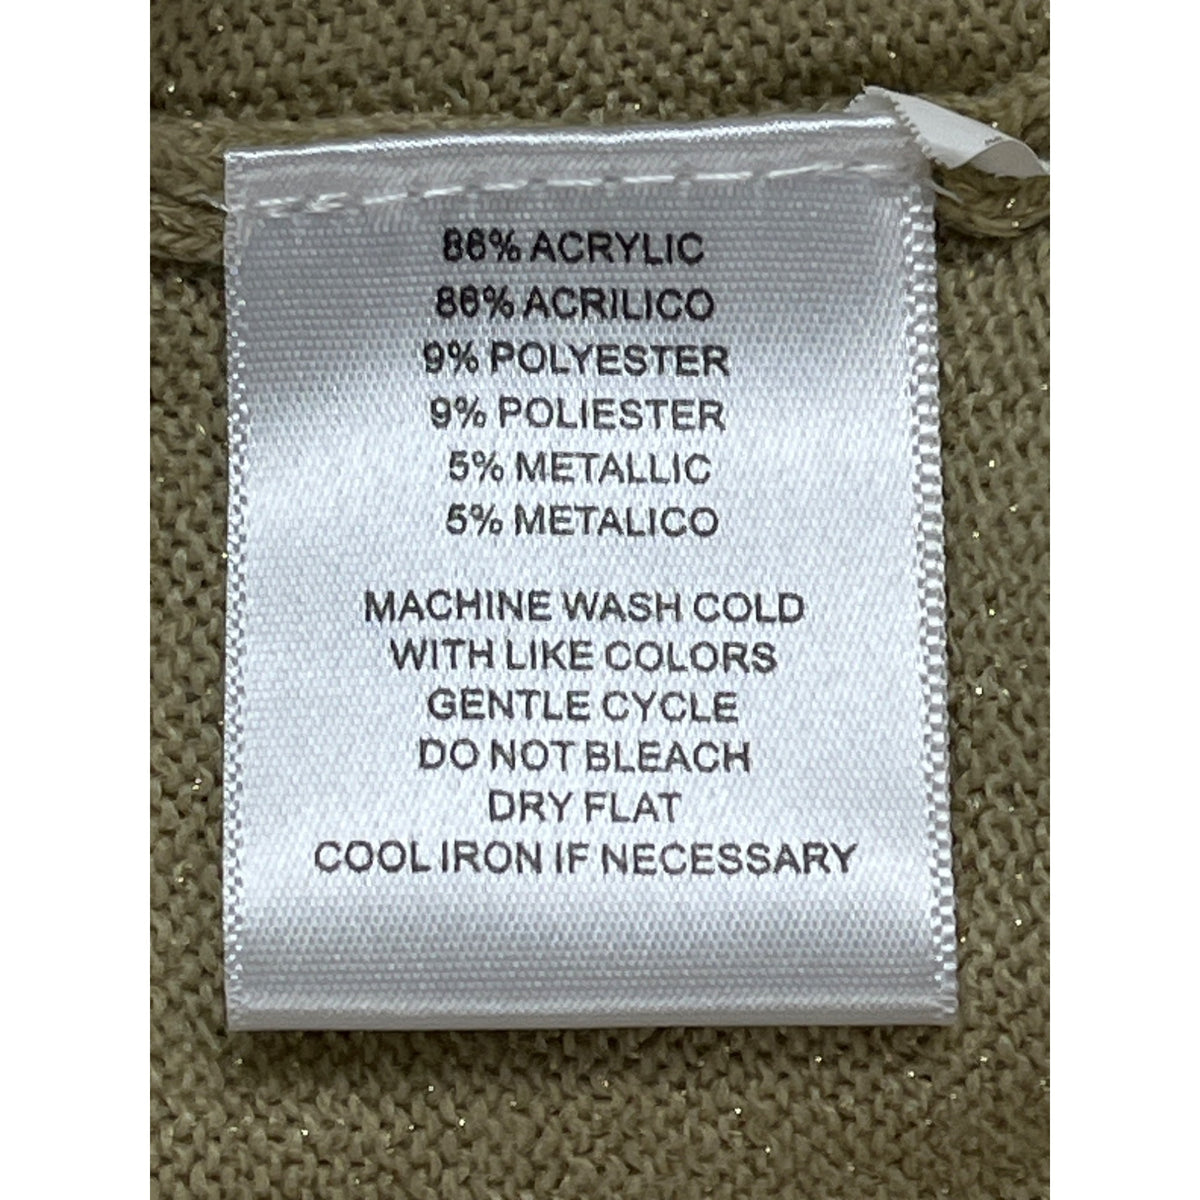 86% ACRYLIC
86% ACRILICO
9% POLYESTER
9% POLIESTER
5% METALLIC
5% METALICO
MACHINE WASH COLD
WITH LIKE COLORS
GENTLE CYCLE
DO NOT BLEACH
DRY FLAT
COOL IRON IF NECESSARY